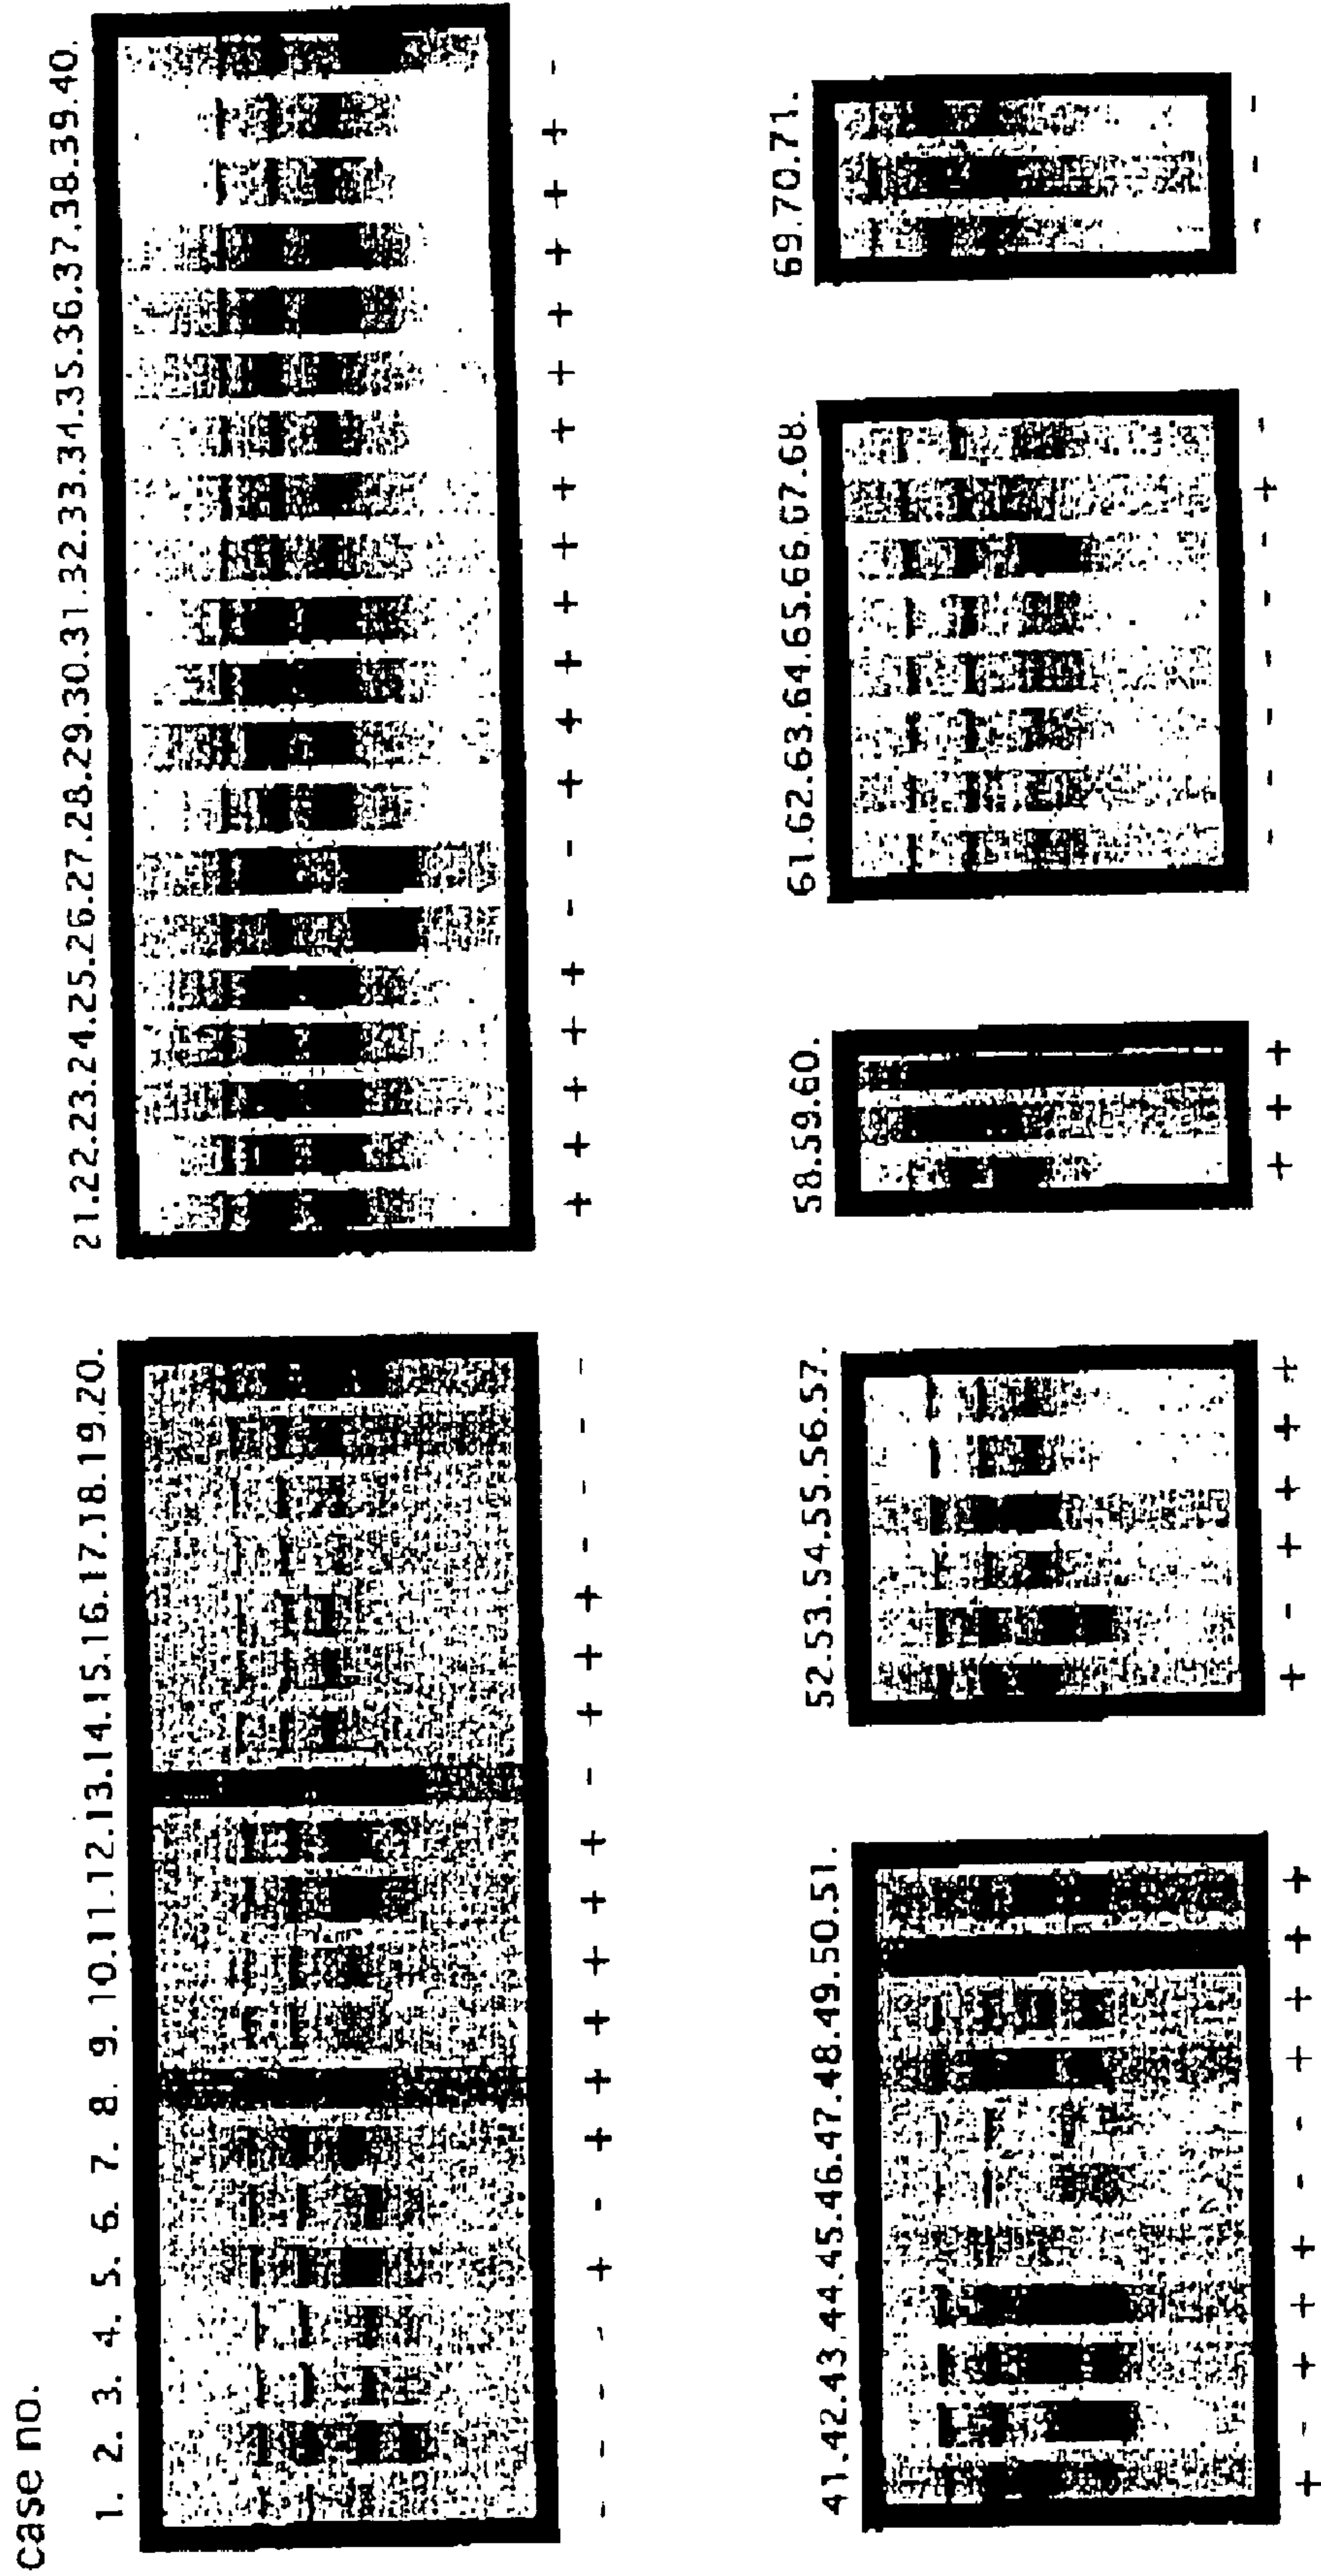 case no.
1. 2. 3. 4. 5. 6. 7. 8. 9. 10.11.12.13.14.15.16.17.18.19.20.
21.22.23.24.25.26.27.28.29.30.31.32.33.34.35.36.37.38.39.40.
- - - - + - + + + + + + - + + + - - - -
+ + + + + - - + + + + + + + + + + + + -
41.42.43.44.45.46.47.48.49.50.51.
52.53.54.55.56.57.
58.59.60.
61.62.63.64.65.66.67.68.
69.70.71.
+ - + + + - - + + + +
+ - + + + +
+ + +
- - - - - - + -
- - -